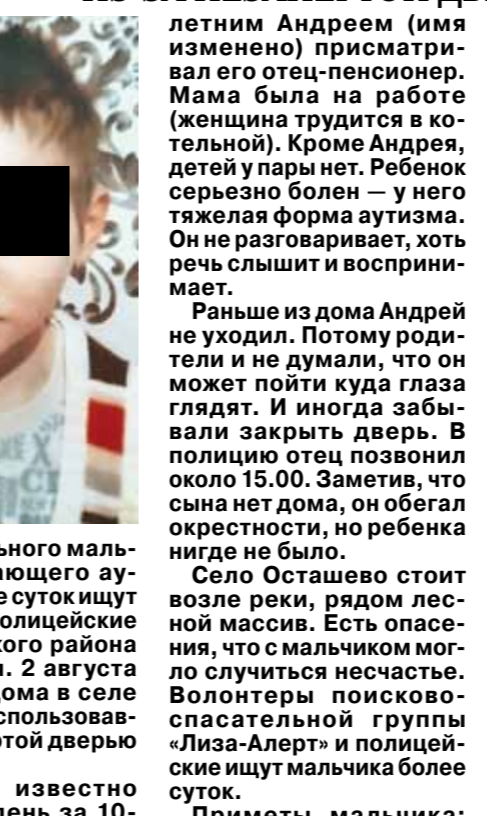 ьного маль-
ающего ау-
е суток ищут
олицейские
кого района
и. 2 августа
дома в селе
спользовав-
ртой дверью
известно
день за 10-
летним Андреем (имя
изменено) присматри-
вал его отец-пенсионер.
Мама была на работе
(женщина трудится в ко-
тельной). Кроме Андрея,
детей у пары нет. Ребенок
серьезно болен — у него
тяжелая форма аутизма.
Он не разговаривает, хоть
речь слышит и восприни-
мает.
Раньше из дома Андрей
не уходил. Потому роди-
тели и не думали, что он
может пойти куда глаза
глядят. И иногда забы-
вали закрыть дверь. В
полицию отец позвонил
около 15.00. Заметив, что
сына нет дома, он обегал
окрестности, но ребенка
нигде не было.
Село Осташево стоит
возле реки, рядом лес-
ной массив. Есть опасе-
ния, что с мальчиком мог-
ло случиться несчастье.
Волонтеры поисково-
спасательной группы
«Лиза-Алерт» и полицей-
ские ищут мальчика более
суток.
Приметы мальчика: